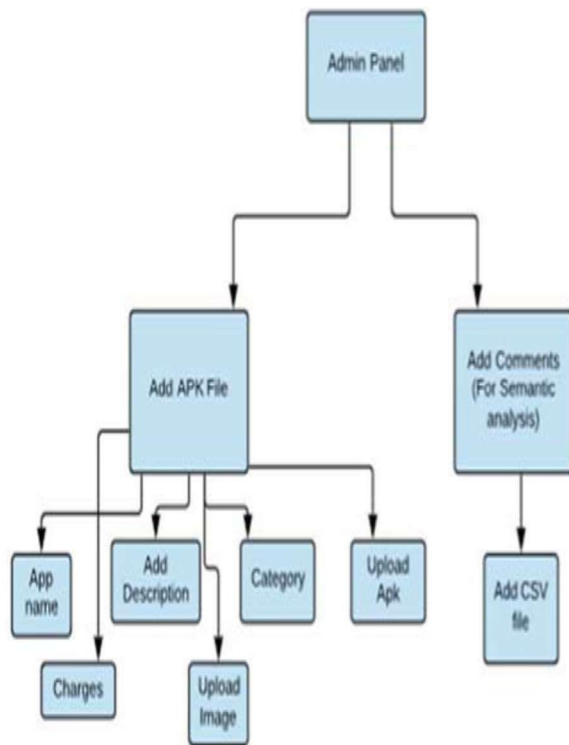 Admin Panel
Add APK File
Add Comments
(For Semantic
analysis)
App
name
Add
Description
Category
Upload
Apk
Add CSV
file
Charges
Upload
Image